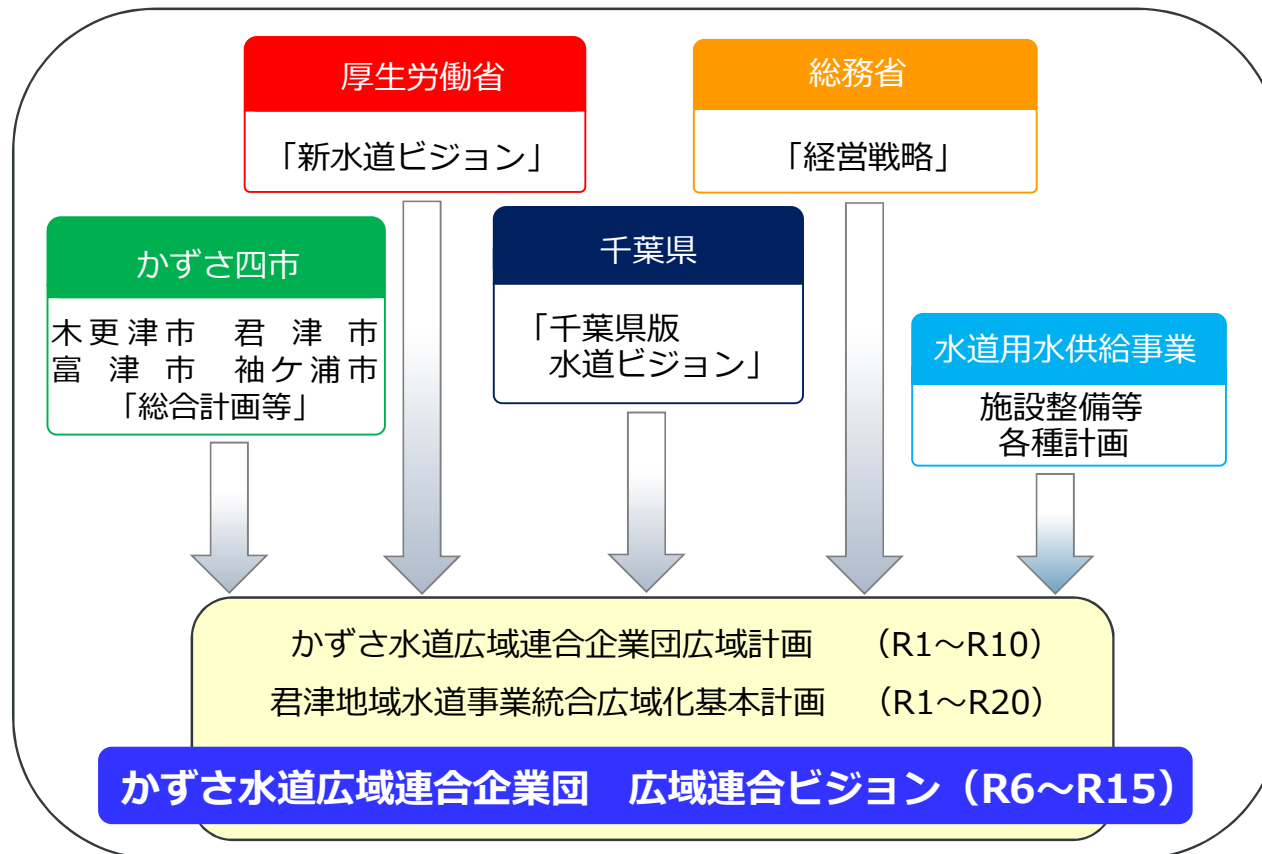 厚生労働省
「新水道ビジョン」
総務省
「経営戦略」
かずさ四市
木更津市　君津市
富津市　袖ケ浦市
「総合計画等」
千葉県
「千葉県版
水道ビジョン」
水道用水供給事業
施設整備等
各種計画
かずさ水道広域連合企業団広域計画　（R1～R10）
君津地域水道事業統合広域化基本計画　（R1～R20）
かずさ水道広域連合企業団　広域連合ビジョン（R6～R15）